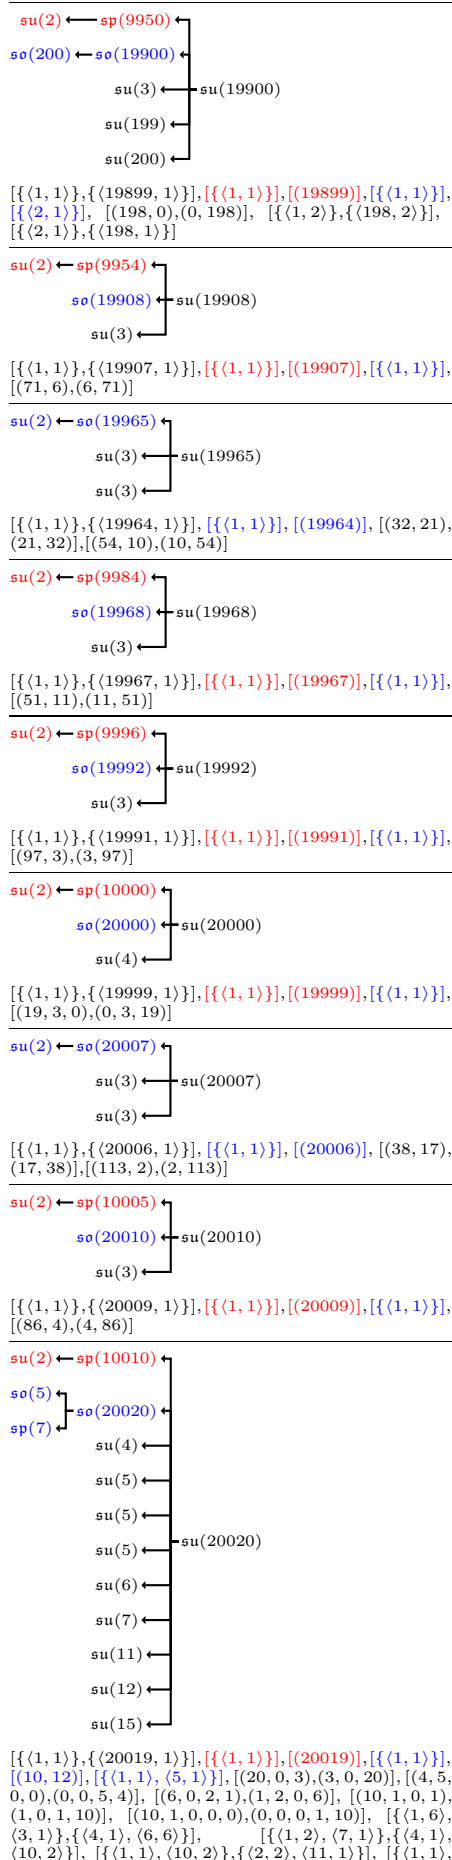 𝔰𝔲(2) ← 𝔰𝔭(9950)
𝔰𝔬(200) ← 𝔰𝔬(19900)
𝔰𝔲(3) ← 𝔰𝔲(19900)
𝔰𝔲(199)
𝔰𝔲(200)
[{⟨1, 1⟩},{⟨19899, 1⟩}],[{⟨1, 1⟩}],[(19899)],[{⟨1, 1⟩}],
[{⟨2, 1⟩}], [(198, 0),(0, 198)], [{⟨1, 2⟩},{⟨198, 2⟩}],
[{⟨2, 1⟩},{⟨198, 1⟩}]
𝔰𝔲(2) ← 𝔰𝔭(9954)
𝔰𝔬(19908) ← 𝔰𝔲(19908)
𝔰𝔲(3)
[{⟨1, 1⟩},{⟨19907, 1⟩}],[{⟨1, 1⟩}],[(19907)],[{⟨1, 1⟩}],
[(71, 6),(6, 71)]
𝔰𝔲(2) ← 𝔰𝔬(19965)
𝔰𝔲(3) ← 𝔰𝔲(19965)
𝔰𝔲(3)
[{⟨1, 1⟩},{⟨19964, 1⟩}], [{⟨1, 1⟩}], [(19964)], [(32, 21),
(21, 32)],[(54, 10),(10, 54)]
𝔰𝔲(2) ← 𝔰𝔭(9984)
𝔰𝔬(19968) ← 𝔰𝔲(19968)
𝔰𝔲(3)
[{⟨1, 1⟩},{⟨19967, 1⟩}],[{⟨1, 1⟩}],[(19967)],[{⟨1, 1⟩}],
[(51, 11),(11, 51)]
𝔰𝔲(2) ← 𝔰𝔭(9996)
𝔰𝔬(19992) ← 𝔰𝔲(19992)
𝔰𝔲(3)
[{⟨1, 1⟩},{⟨19991, 1⟩}],[{⟨1, 1⟩}],[(19991)],[{⟨1, 1⟩}],
[(97, 3),(3, 97)]
𝔰𝔲(2) ← 𝔰𝔭(10000)
𝔰𝔬(20000) ← 𝔰𝔲(20000)
𝔰𝔲(4)
[{⟨1, 1⟩},{⟨19999, 1⟩}],[{⟨1, 1⟩}],[(19999)],[{⟨1, 1⟩}],
[(19, 3, 0),(0, 3, 19)]
𝔰𝔲(2) ← 𝔰𝔬(20007)
𝔰𝔲(3) ← 𝔰𝔲(20007)
𝔰𝔲(3)
[{⟨1, 1⟩},{⟨20006, 1⟩}], [{⟨1, 1⟩}], [(20006)], [(38, 17),
(17, 38)],[(113, 2),(2, 113)]
𝔰𝔲(2) ← 𝔰𝔭(10005)
𝔰𝔬(20010) ← 𝔰𝔲(20010)
𝔰𝔲(3)
[{⟨1, 1⟩},{⟨20009, 1⟩}],[{⟨1, 1⟩}],[(20009)],[{⟨1, 1⟩}],
[(86, 4),(4, 86)]
𝔰𝔲(2) ← 𝔰𝔭(10010)
𝔰𝔬(5)
𝔰𝔬(20020)
𝔰𝔭(7)
𝔰𝔲(4)
𝔰𝔲(5)
𝔰𝔲(5)
𝔰𝔲(20020)
𝔰𝔲(5)
𝔰𝔲(6)
𝔰𝔲(7)
𝔰𝔲(11)
𝔰𝔲(12)
𝔰𝔲(15)
[{⟨1, 1⟩},{⟨20019, 1⟩}],[{⟨1, 1⟩}],[(20019)],[{⟨1, 1⟩}],
[(10, 12)],[{⟨1, 1⟩, ⟨5, 1⟩}],[(20, 0, 3),(3, 0, 20)],[(4, 5,
0, 0),(0, 0, 5, 4)], [(6, 0, 2, 1),(1, 2, 0, 6)], [(10, 1, 0, 1),
(1, 0, 1, 10)], [(10, 1, 0, 0, 0),(0, 0, 0, 1, 10)], [{⟨1, 6⟩,
⟨3, 1⟩},{⟨4, 1⟩, ⟨6, 6⟩}], [{⟨1, 2⟩, ⟨7, 1⟩},{⟨4, 1⟩,
⟨10, 2⟩}], [{⟨1, 1⟩, ⟨10, 2⟩},{⟨2, 2⟩, ⟨11, 1⟩}], [{⟨1, 1⟩,